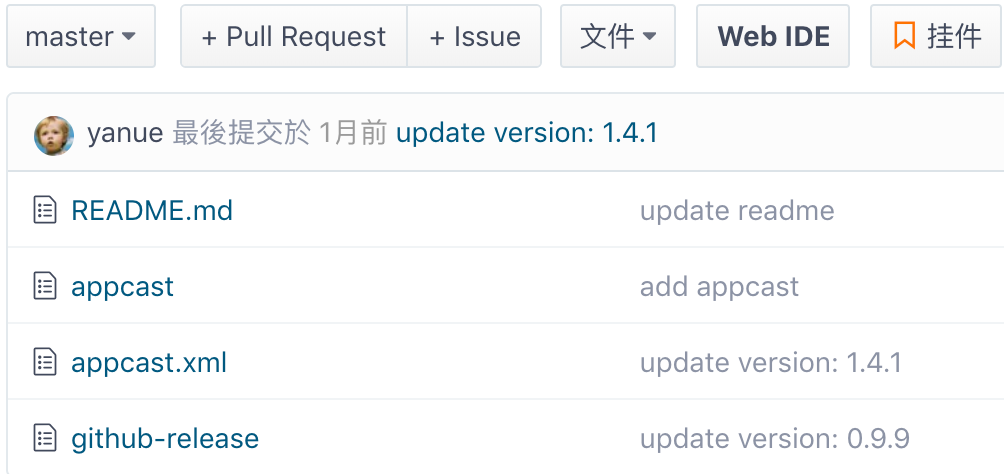 master + Pull Request + Issue 文件 Web IDE 挂件
yanue 最後提交於 1月前 update version: 1.4.1
README.md update readme
appcast add appcast
appcast.xml update version: 1.4.1
github-release update version: 0.9.9